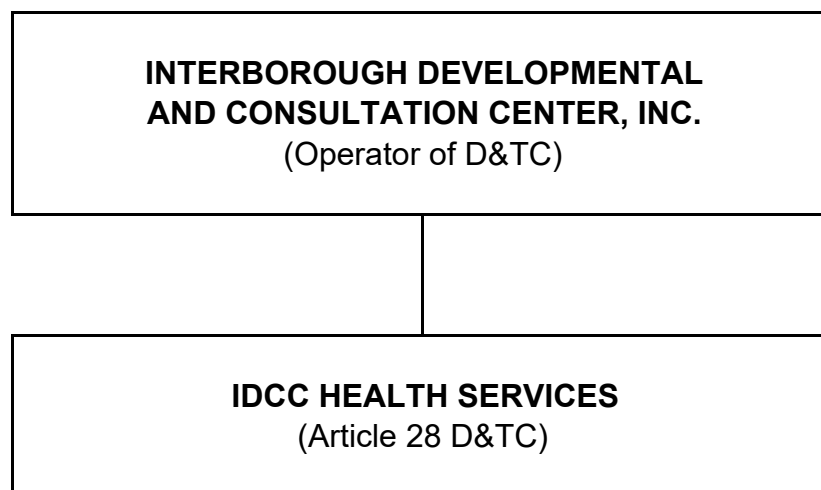 INTERBOROUGH DEVELOPMENTAL
AND CONSULTATION CENTER, INC.
(Operator of D&TC)
IDCC HEALTH SERVICES
(Article 28 D&TC)